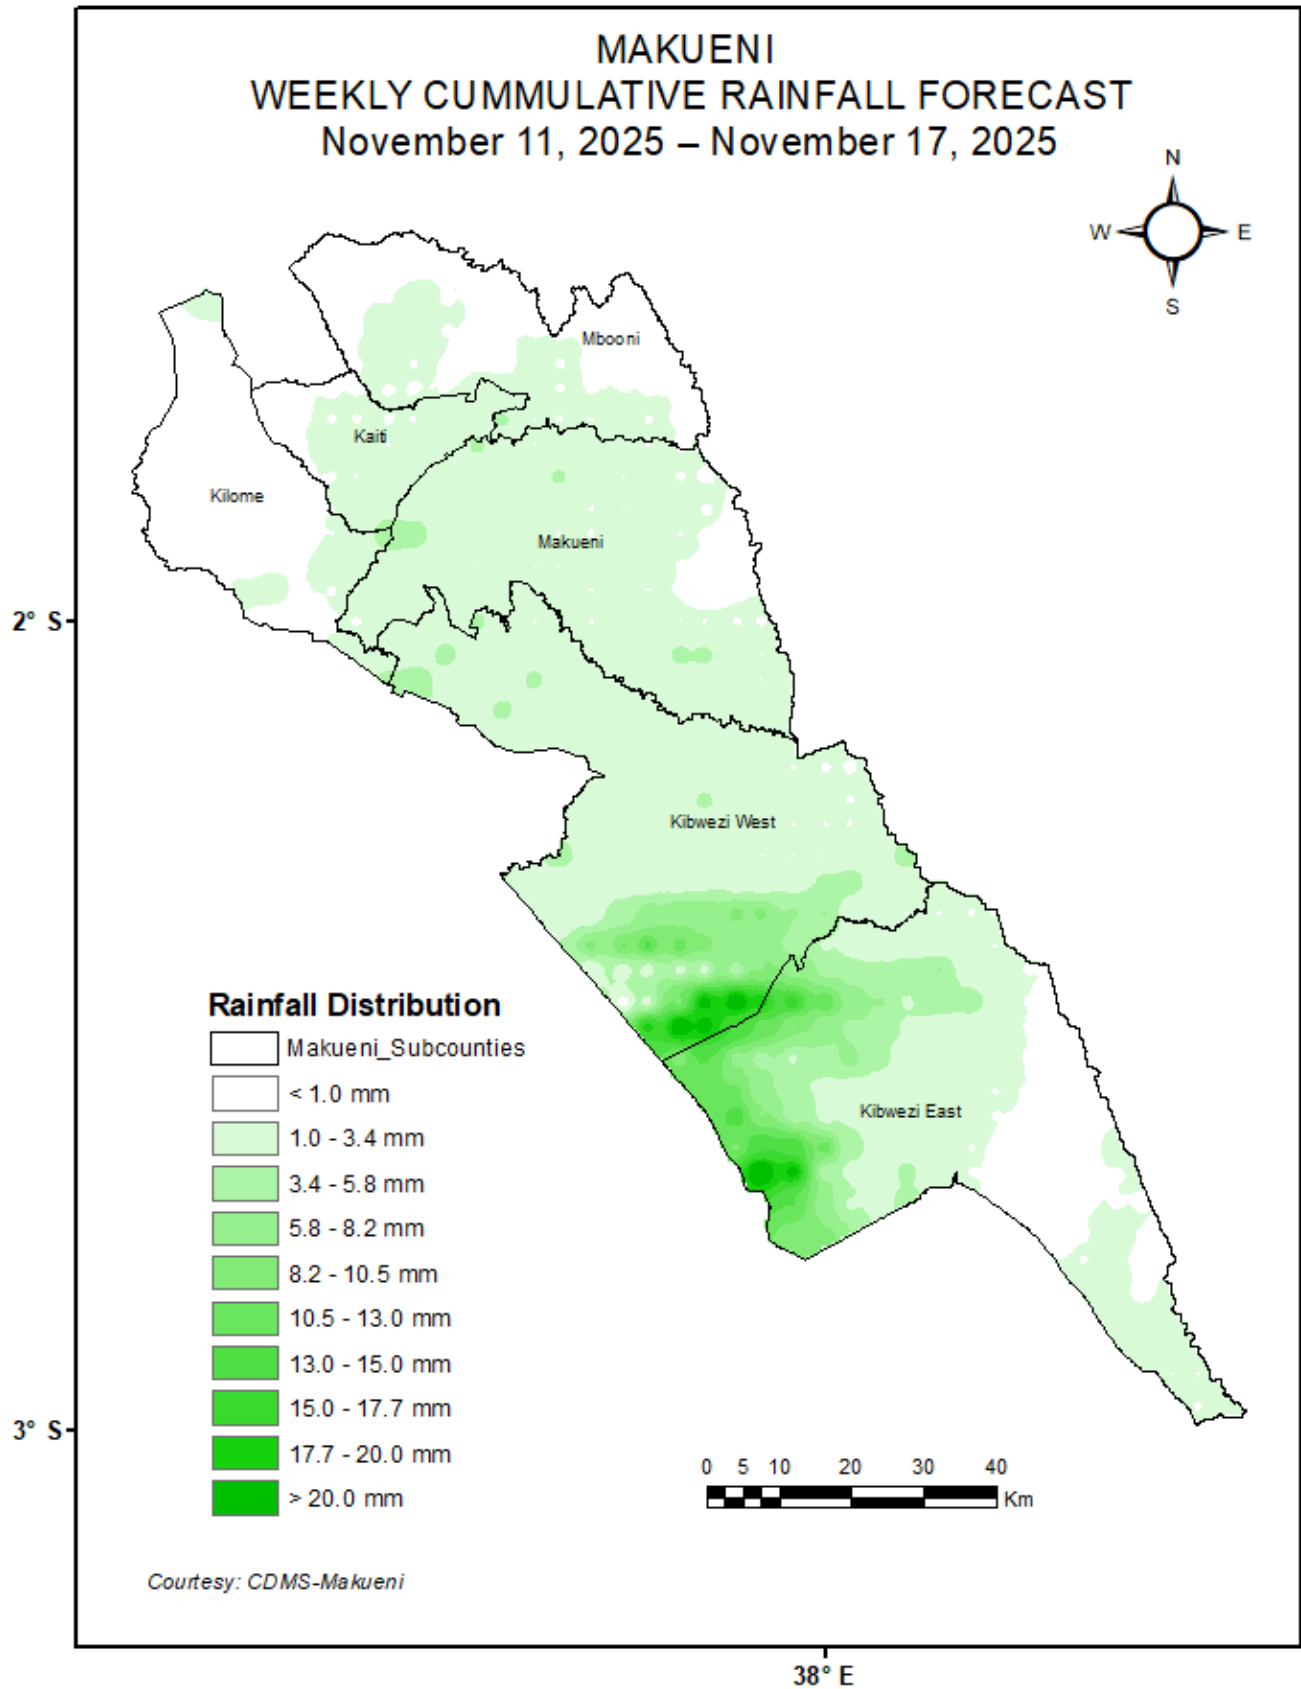 MAKUENI
WEEKLY CUMMULATIVE RAINFALL FORECAST
November 11, 2025 – November 17, 2025
N
W
E
S
Mbooni
Kaiti
Kilome
Makueni
2° S
Kibwezi West
Rainfall Distribution
Makueni_Subcounties
< 1.0 mm
1.0 - 3.4 mm
3.4 - 5.8 mm
5.8 - 8.2 mm
8.2 - 10.5 mm
10.5 - 13.0 mm
13.0 - 15.0 mm
15.0 - 17.7 mm
17.7 - 20.0 mm
> 20.0 mm
Kibwezi East
3° S
0 5 10 20 30 40
Km
Courtesy: CDMS-Makueni
38° E